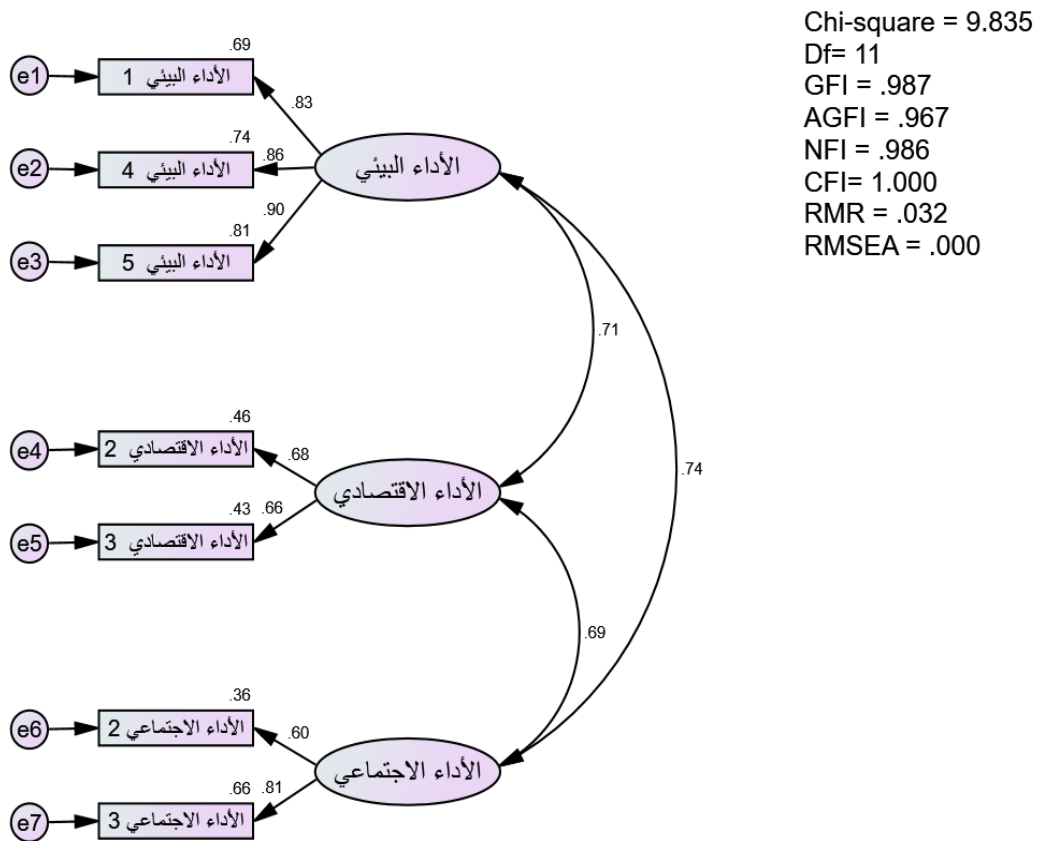 Chi-square = 9.835
Df= 11
GFI = .987
AGFI = .967
NFI = .986
CFI= 1.000
RMR = .032
RMSEA = .000
.69
e1
الأداء البيئي 1
.83
.74
e2
الأداء البيئي 4
.86
الأداء البيئي
.90
.81
e3
الأداء البيئي 5
.71
.46
e4
الأداء الاقتصادي 2
.68
.74
الأداء الاقتصادي
.43
.66
e5
الأداء الاقتصادي 3
.69
.36
e6
الأداء الاجتماعي 2
.60
الأداء الاجتماعي
.66
.81
e7
الأداء الاجتماعي 3